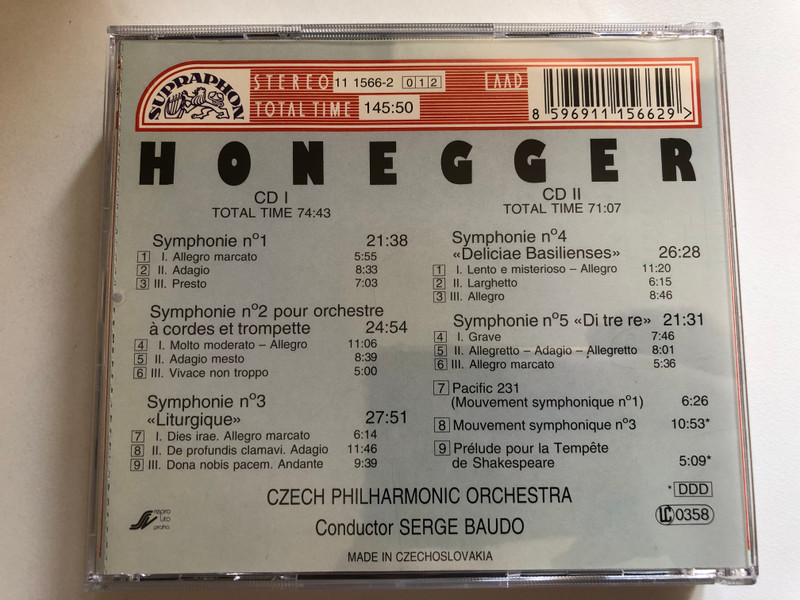 SUPRAPHON
STEREO 11 1566-2 0 1 2 AAD
TOTAL TIME 145:50
8 596911 156629 >
HONEGGER
CD I
TOTAL TIME 74:43
Symphonie nº1 21:38
1 I. Allegro marcato 5:55
2 II. Adagio 8:33
3 III. Presto 7:03
Symphonie nº2 pour orchestre
à cordes et trompette 24:54
4 I. Molto moderato – Allegro 11:06
5 II. Adagio mesto 8:39
6 III. Vivace non troppo 5:00
Symphonie nº3
«Liturgique» 27:51
7 I. Dies irae. Allegro marcato 6:14
8 II. De profundis clamavi. Adagio 11:46
9 III. Dona nobis pacem. Andante 9:39
CD II
TOTAL TIME 71:07
Symphonie nº4
«Deliciae Basilienses» 26:28
1 I. Lento e misterioso – Allegro 11:20
2 II. Larghetto 6:15
3 III. Allegro 8:46
Symphonie nº5 «Di tre re» 21:31
4 I. Grave 7:46
5 II. Allegretto – Adagio – Allegretto 8:01
6 III. Allegro marcato 5:36
7 Pacific 231
(Mouvement symphonique nº1) 6:26
8 Mouvement symphonique nº3 10:53*
9 Prélude pour la Tempête
de Shakespeare 5:09*
CZECH PHILHARMONIC ORCHESTRA
Conductor SERGE BAUDO
MADE IN CZECHOSLOVAKIA
*DDD
LC 0358
praha